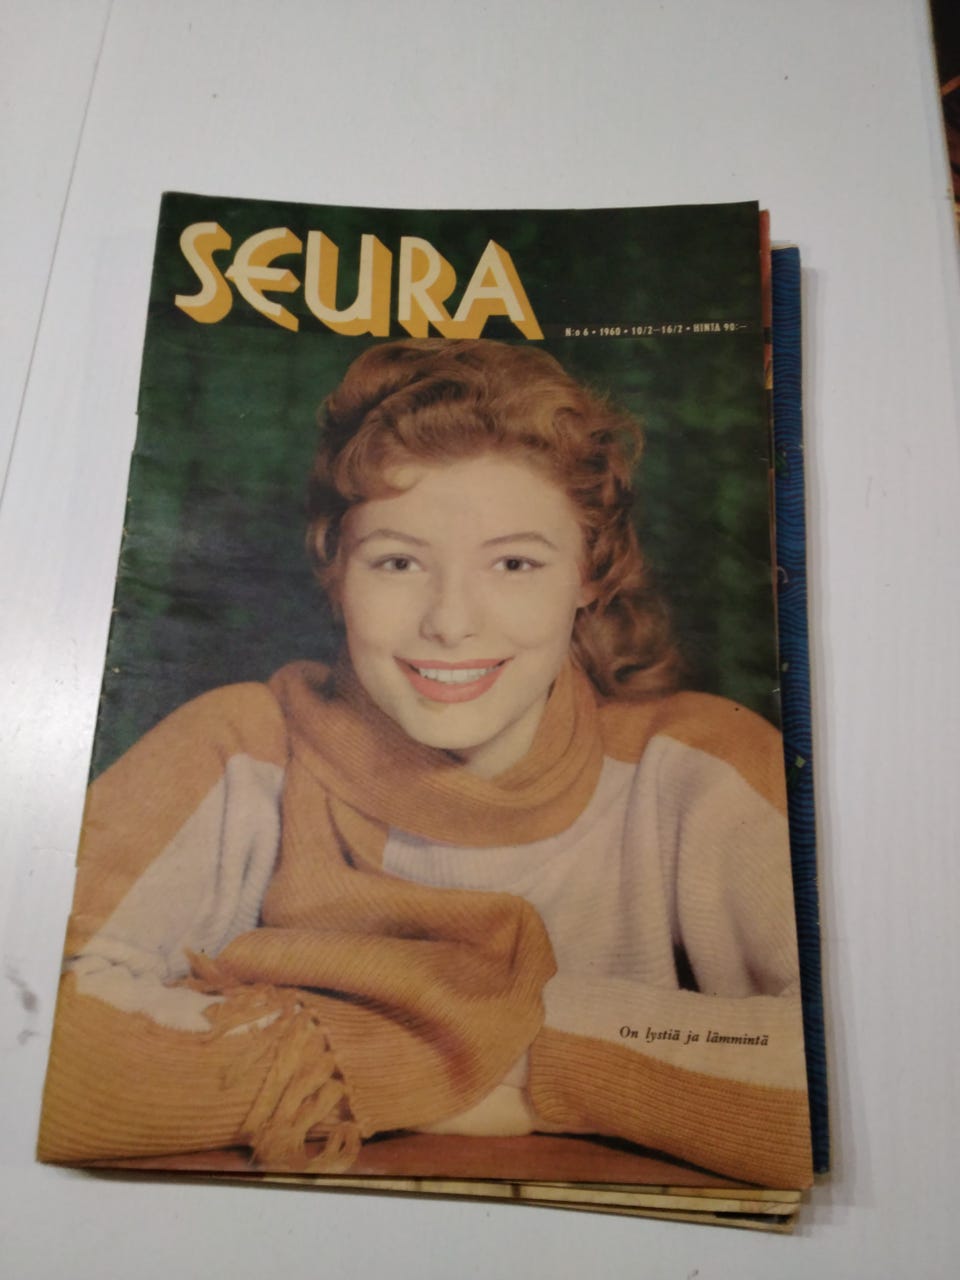 SEURA
N:o 6 • 1960 • 10/2—16/2 • HINTA 90:—
On lystiä ja lämmintä